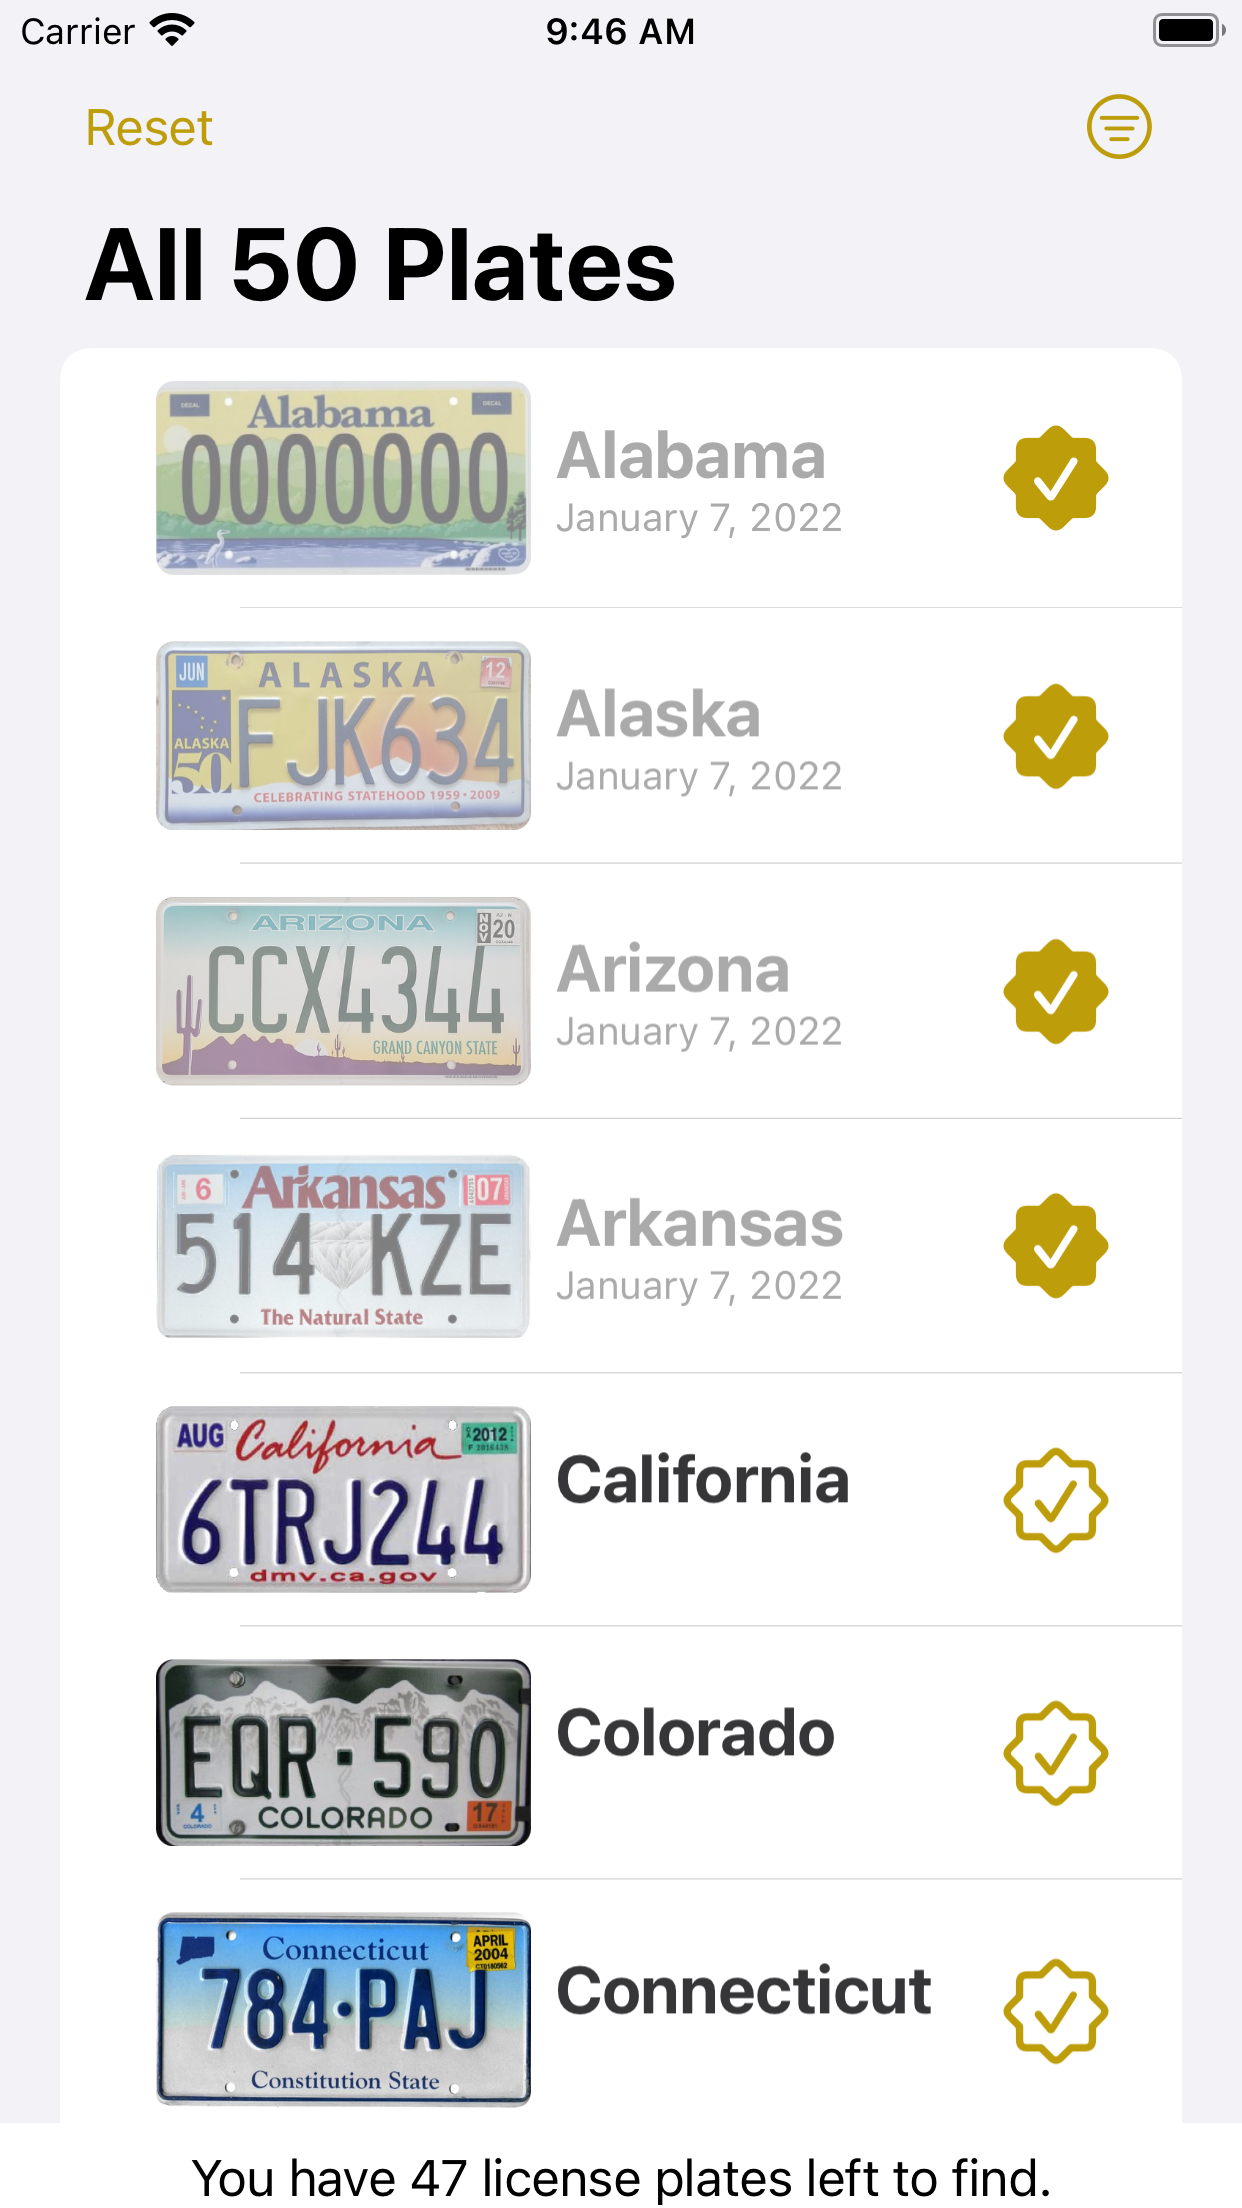 Carrier
9:46 AM
Reset
All 50 Plates
DECAL
Alabama
DECAL
0000000
Alabama
January 7, 2022
JUN
ALASKA
12
FJK634
ALASKA
50
CELEBRATING STATEHOOD 1959 • 2009
Alaska
January 7, 2022
ARIZONA
NOV
20
CCX4344
GRAND CANYON STATE
Arizona
January 7, 2022
6
Arkansas
07
514 KZE
The Natural State
Arkansas
January 7, 2022
AUG
California
2012
6TRJ244
dmv.ca.gov
California
EQR·590
4
COLORADO
COLORADO
17
Colorado
Connecticut
APRIL
2004
784·PAJ
Constitution State
Connecticut
You have 47 license plates left to find.